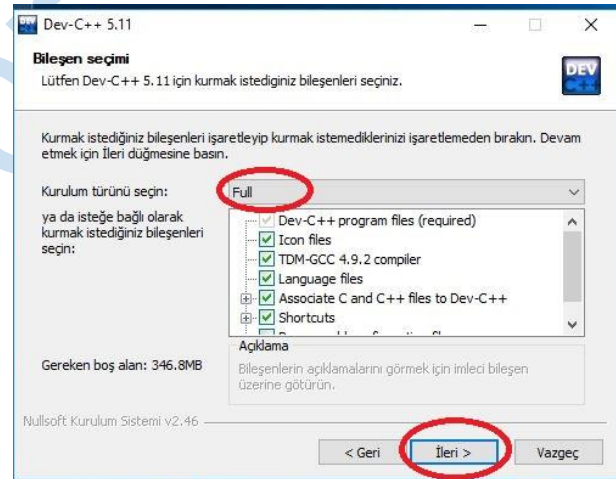 Dev-C++ 5.11
Bileşen seçimi
Lütfen Dev-C++ 5.11 için kurmak istediginiz bileşenleri seçiniz.
DEV
C++
Kurmak istediğiniz bileşenleri işaretleyip kurmak istemediklerinizi işaretlemeden bırakın. Devam
etmek için İleri düğmesine basın.
Kurulum türünü seçin:
Full
ya da isteğe bağlı olarak
kurmak istediğiniz bileşenleri
seçin:
Dev-C++ program files (required)
Icon files
TDM-GCC 4.9.2 compiler
Language files
Associate C and C++ files to Dev-C++
Shortcuts
Gereken boş alan: 346.8MB
Açıklama
Bileşenlerin açıklamalarını görmek için imleci bileşen
üzerine götürün.
Nullsoft Kurulum Sistemi v2.46
< Geri
İleri >
Vazgeç